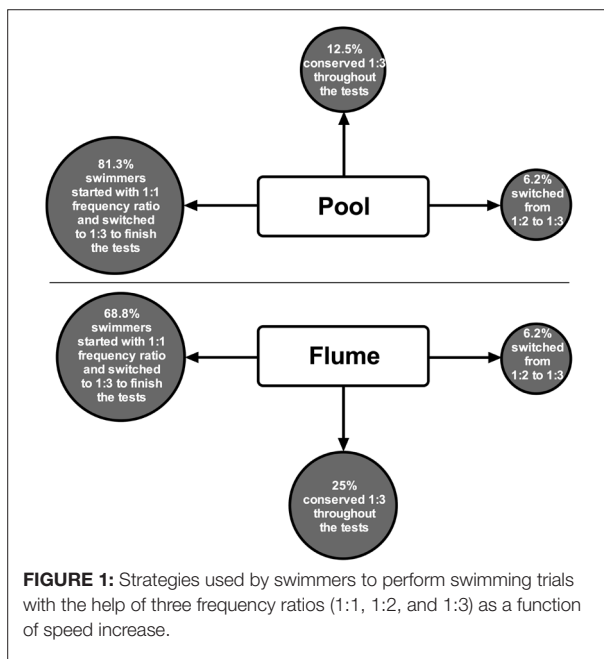 12.5%
conserved 1:3
throughout
the tests
81.3%
swimmers
started with 1:1
frequency ratio
and switched
to 1:3 to finish
the tests
Pool
6.2%
switched
from
1:2 to 1:3
68.8%
swimmers
started with 1:1
frequency ratio
and switched
to 1:3 to finish
the tests
Flume
6.2%
switched
from
1:2 to 1:3
25%
conserved 1:3
throughout
the tests
FIGURE 1: Strategies used by swimmers to perform swimming trials
with the help of three frequency ratios (1:1, 1:2, and 1:3) as a function
of speed increase.